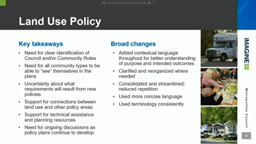 Land Use Policy
Key takeaways
• Need for clear identification of
Council and/or Community Roles
• Need for all community types to be
able to "see" themselves in the
plans
• Uncertainty about what
requirements will result from new
policies
• Support for connections between
land use and other policy areas
• Support for technical assistance
and planning resources
• Need for ongoing discussions as
policy plans continue to develop
Broad changes
• Added contextual language
throughout for better understanding
of purpose and intended outcomes
• Clarified and reorganized where
needed
• Consolidated and streamlined;
reduced repetition
• Used more concise language
• Used terminology consistently
IMAGINE
Metropolitan Council